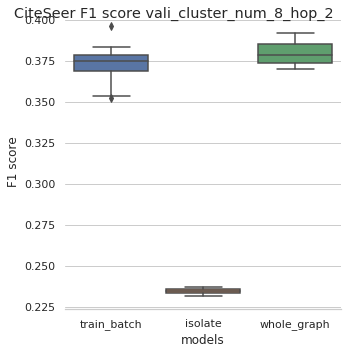 CiteSeer F1 score vali_cluster_num_8_hop_2
0.400
0.375
0.350
0.325
0.300
0.275
0.250
0.225
F1 score
train_batch
isolate
whole_graph
models